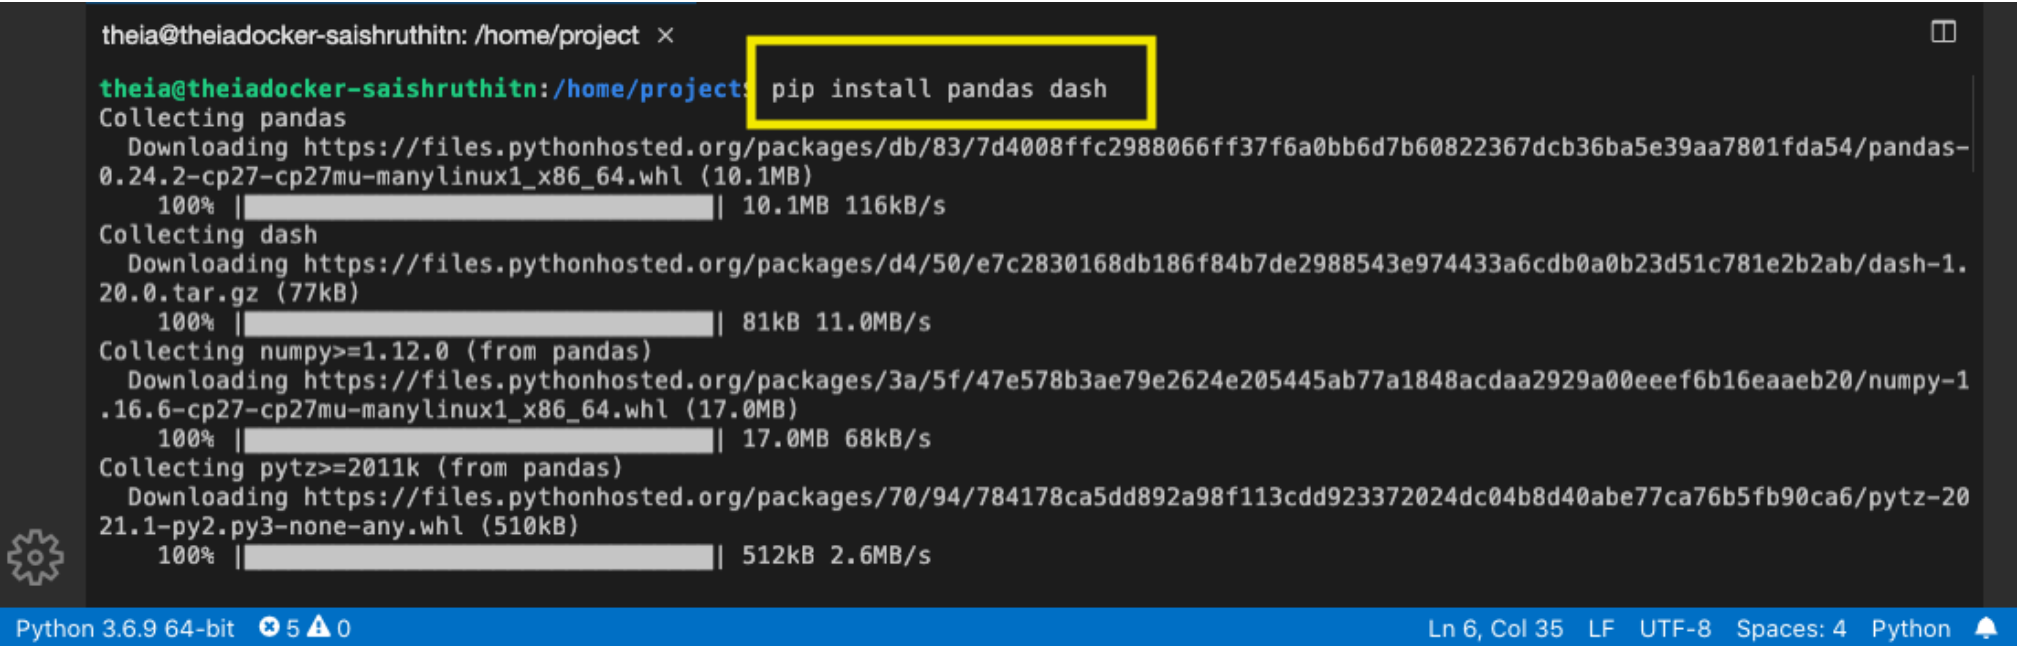 theia@theiadocker-saishruthitn: /home/project ×
theia@theiadocker-saishruthitn:/home/project$ pip install pandas dash
Collecting pandas
Downloading https://files.pythonhosted.org/packages/db/83/7d4008ffc2988066ff37f6a0bb6d7b60822367dcb36ba5e39aa7801fda54/pandas-
0.24.2-cp27-cp27mu-manylinux1_x86_64.whl (10.1MB)
100% | | 10.1MB 116kB/s
Collecting dash
Downloading https://files.pythonhosted.org/packages/d4/50/e7c2830168db186f84b7de2988543e974433a6cdb0a0b23d51c781e2b2ab/dash-1.
20.0.tar.gz (77kB)
100% | | 81kB 11.0MB/s
Collecting numpy>=1.12.0 (from pandas)
Downloading https://files.pythonhosted.org/packages/3a/5f/47e578b3ae79e2624e205445ab77a1848acdaa2929a00eeef6b16eaaeb20/numpy-1
.16.6-cp27-cp27mu-manylinux1_x86_64.whl (17.0MB)
100% | | 17.0MB 68kB/s
Collecting pytz>=2011k (from pandas)
Downloading https://files.pythonhosted.org/packages/70/94/784178ca5dd892a98f113cdd923372024dc04b8d40abe77ca76b5fb90ca6/pytz-20
21.1-py2.py3-none-any.whl (510kB)
100% | | 512kB 2.6MB/s
Python 3.6.9 64-bit 5 0 Ln 6, Col 35 LF UTF-8 Spaces: 4 Python